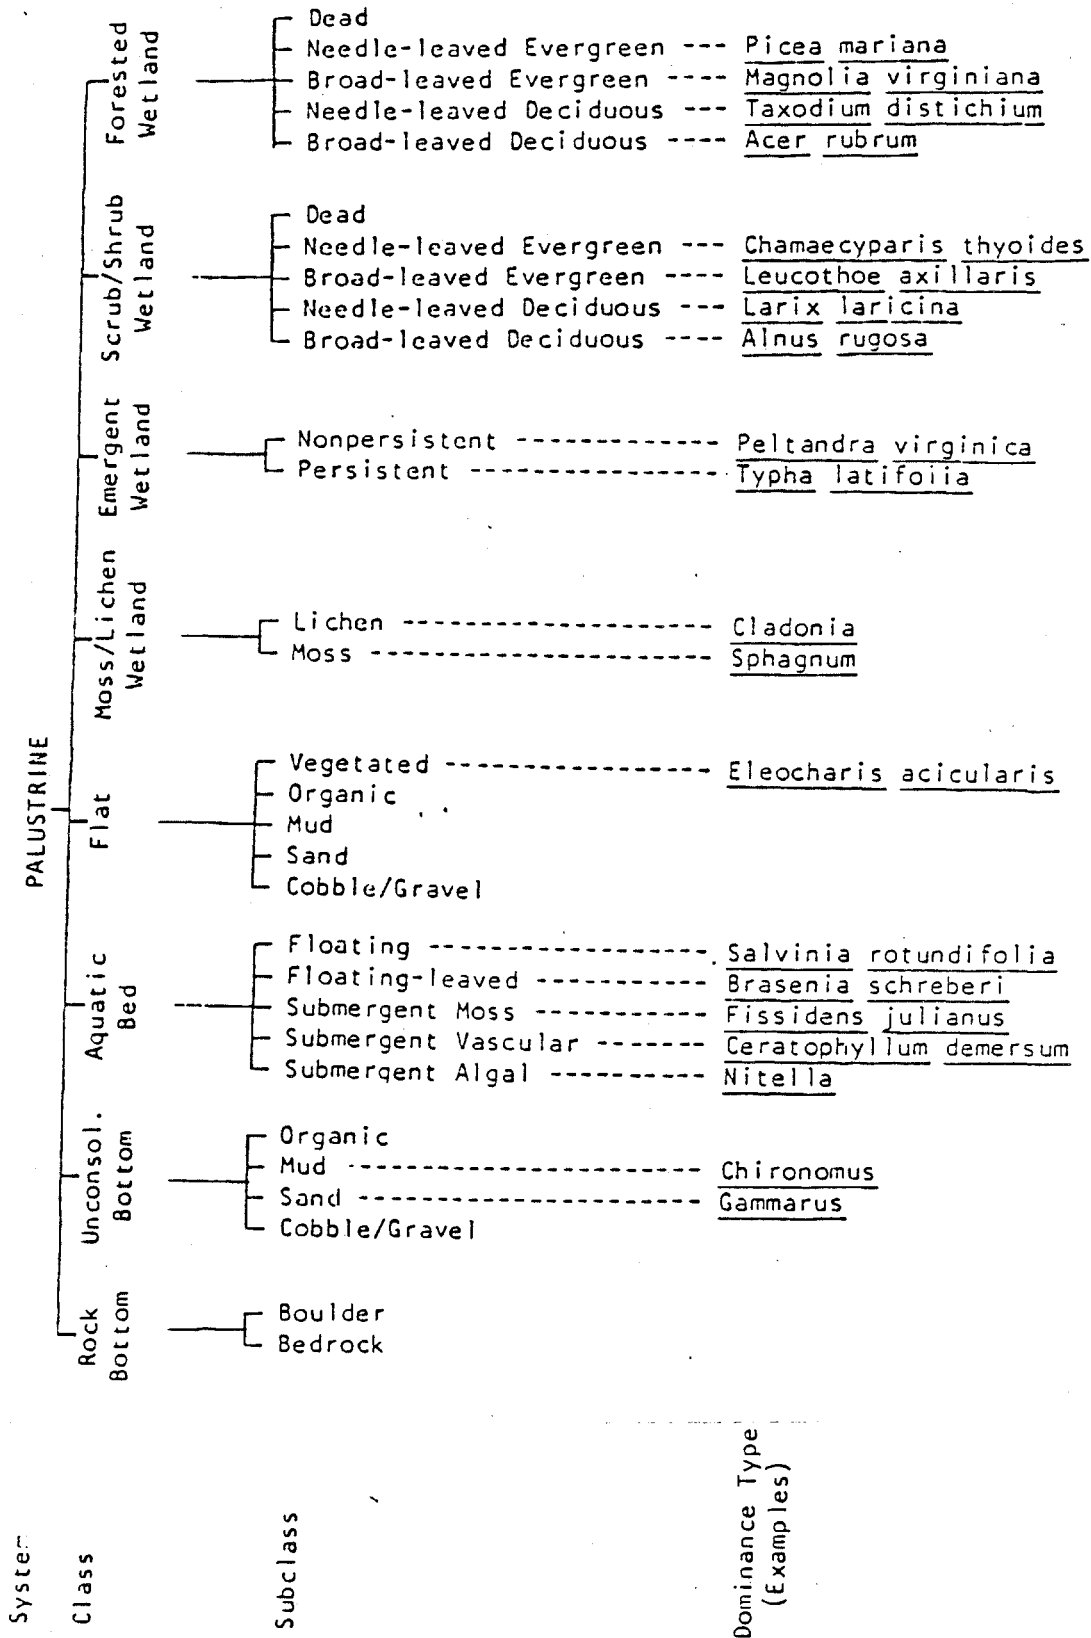 Forested
Wetland
Dead
Needle-leaved Evergreen --- Picea mariana
Broad-leaved Evergreen ---- Magnolia virginiana
Needle-leaved Deciduous --- Taxodium distichium
Broad-leaved Deciduous ---- Acer rubrum
Scrub/Shrub
Wetland
Dead
Needle-leaved Evergreen --- Chamaecyparis thyoides
Broad-leaved Evergreen ---- Leucothoe axillaris
Needle-leaved Deciduous --- Larix laricina
Broad-leaved Deciduous ---- Alnus rugosa
Emergent
Wetland
Nonpersistent ------------- Peltandra virginica
Persistent ---------------- Typha latifoiia
Moss/Lichen
Wetland
Lichen -------------------- Cladonia
Moss ---------------------- Sphagnum
PALUSTRINE
Flat
Vegetated ----------------- Eleocharis acicularis
Organic
Mud
Sand
Cobble/Gravel
Aquatic
Bed
Floating ------------------ Salvinia rotundifolia
Floating-leaved ----------- Brasenia schreberi
Submergent Moss ----------- Fissidens julianus
Submergent Vascular ------- Ceratophyllum demersum
Submergent Algal ---------- Nitella
Unconsol.
Bottom
Organic
Mud ----------------------- Chironomus
Sand ---------------------- Gammarus
Cobble/Gravel
Rock
Bottom
Boulder
Bedrock
System
Class
Subclass
Dominance Type
(Examples)